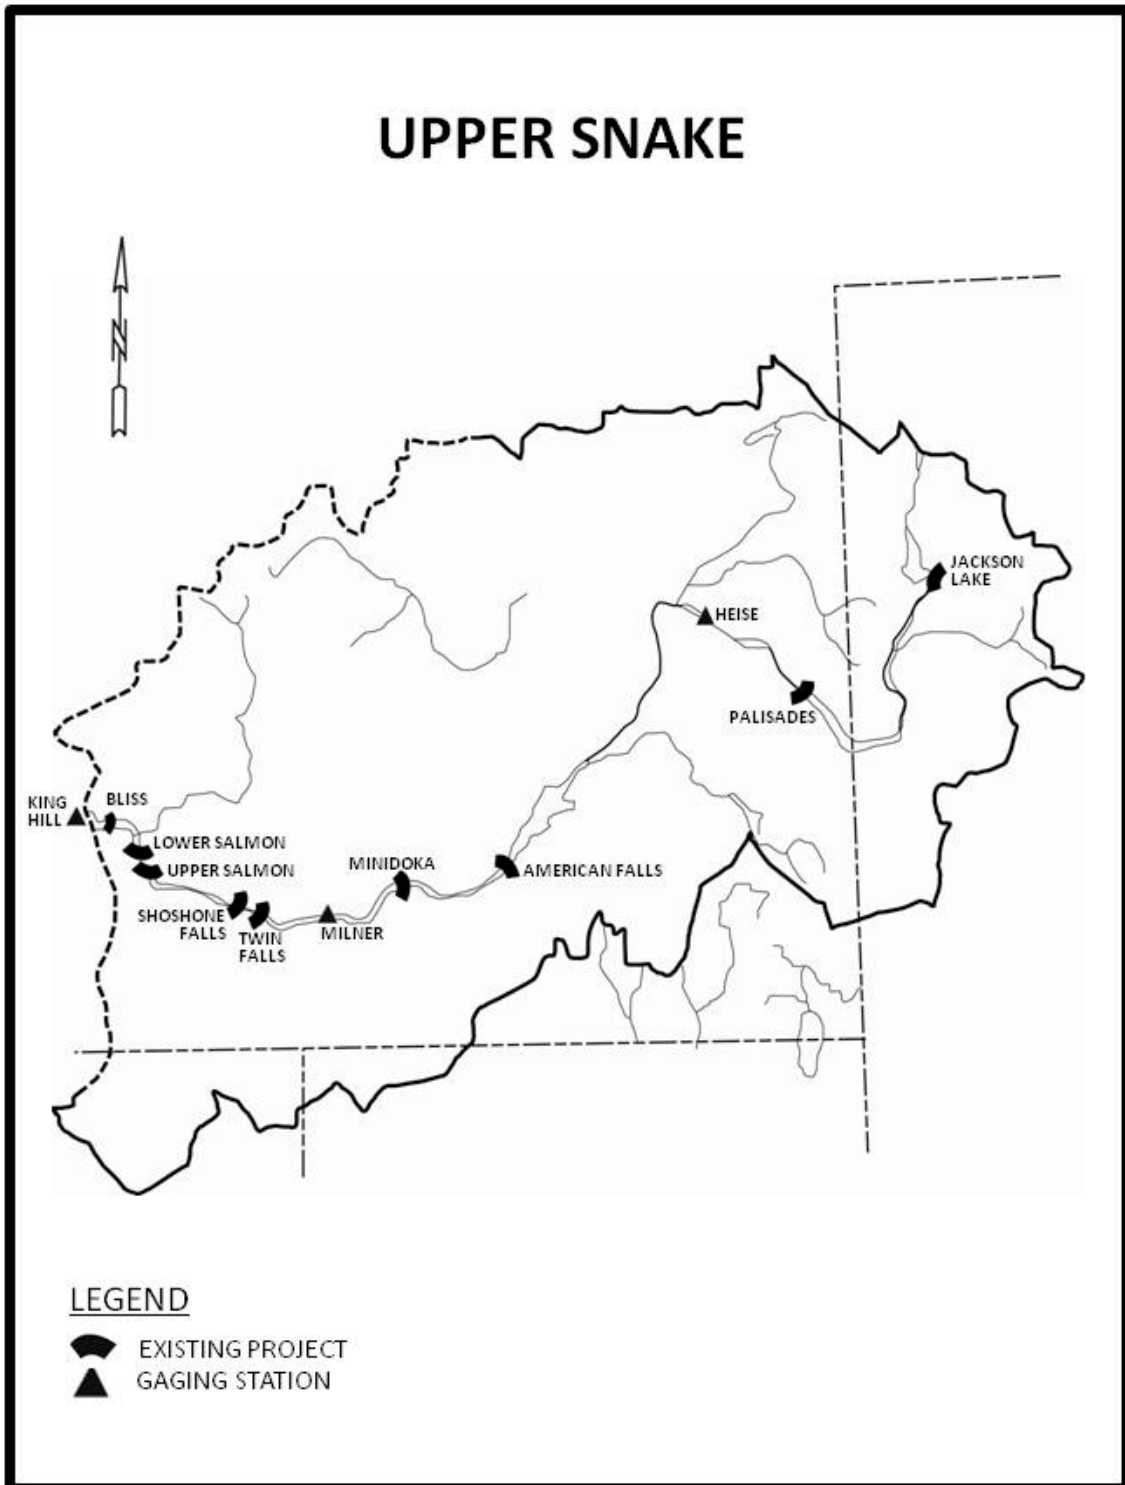 UPPER SNAKE
N
JACKSON
LAKE
HEISE
PALISADES
KING
HILL
BLISS
LOWER SALMON
UPPER SALMON
MINIDOKA
AMERICAN FALLS
SHOSHONE
FALLS
TWIN
FALLS
MILNER
LEGEND
EXISTING PROJECT
GAGING STATION